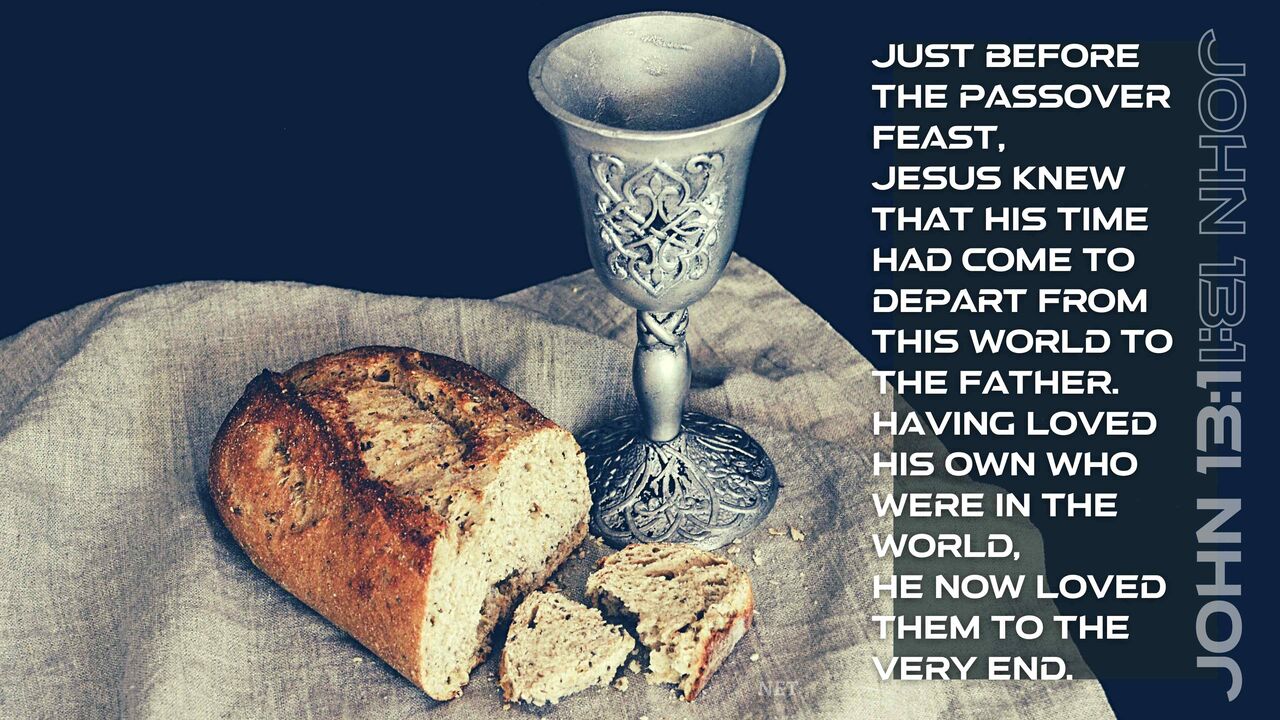 JUST BEFORE
THE PASSOVER
FEAST,
JESUS KNEW
THAT HIS TIME
HAD COME TO
DEPART FROM
THIS WORLD TO
THE FATHER.
HAVING LOVED
HIS OWN WHO
WERE IN THE
WORLD,
HE NOW LOVED
THEM TO THE
VERY END.
JOHN 13:1
JOHN 13:1
NET